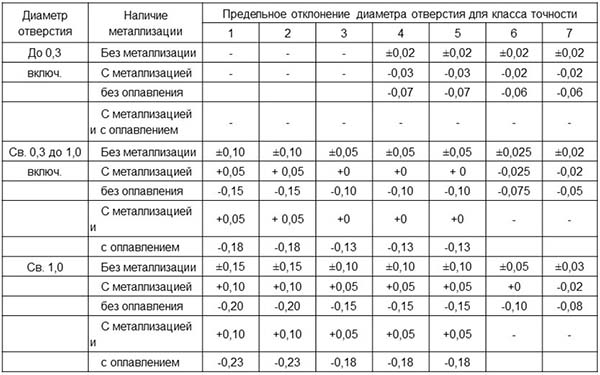 Диаметр отверстия | Наличие металлизации | Предельное отклонение диаметра отверстия для класса точности
1 | 2 | 3 | 4 | 5 | 6 | 7
До 0,3 | Без металлизации | - | - | - | ±0,02 | ±0,02 | ±0,02 | ±0,02
включ. | С метализацией | - | - | - | -0,03 | -0,03 | -0,02 | -0,02
без оплавления | -0,07 | -0,07 | -0,06 | -0,06
С метализацией
и с оплавлением | - | - | - | - | - | - | -
Св. 0,3 до 1,0 | Без металлизации | ±0,10 | ±0,10 | ±0,05 | ±0,05 | ±0,05 | ±0,025 | ±0,02
включ. | С метализацией | +0,05 | + 0,05 | +0 | +0 | + 0 | -0,025 | -0,02
без оплавления | -0,15 | -0,15 | -0,10 | -0,10 | -0,10 | -0,075 | -0,05
С метализацией
и | +0,05 | + 0,05 | +0 | +0 | +0 | - | -
с оплавлением | -0,18 | -0,18 | -0,13 | -0,13 | -0,13
Св. 1,0 | Без металлизации | ±0,15 | ±0,15 | ±0,10 | ±0,10 | ±0,10 | ±0,05 | ±0,03
С метализацией | +0,10 | +0,10 | +0,05 | +0,05 | +0,05 | +0 | -0,02
без оплавления | -0,20 | -0,20 | -0,15 | -0,15 | -0,15 | -0,10 | -0,08
С метализацией
и | +0,10 | +0,10 | +0,05 | +0,05 | +0,05 | - | -
с оплавлением | -0,23 | -0,23 | -0,18 | -0,18 | -0,18